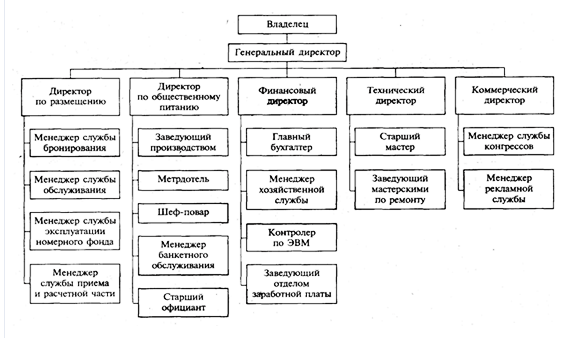 Владелец
Генеральный директор
Директор
по размещению
Менеджер службы
бронирования
Менеджер службы
обслуживания
Менеджер службы
эксплуатации
номерного фонда
Менеджер
службы приема
и расчетной части
Директор
по общественному
питанию
Заведующий
производством
Метрдотель
Шеф-повар
Менеджер
банкетного
обслуживания
Старший
официант
Финансовый
директор
Главный
бухгалтер
Менеджер
хозяйственной
службы
Контролер
по ЭВМ
Заведующий
отделом
заработной платы
Технический
директор
Старший
мастер
Заведующий
мастерскими
по ремонту
Коммерческий
директор
Менеджер службы
конгрессов
Менеджер
рекламной
службы